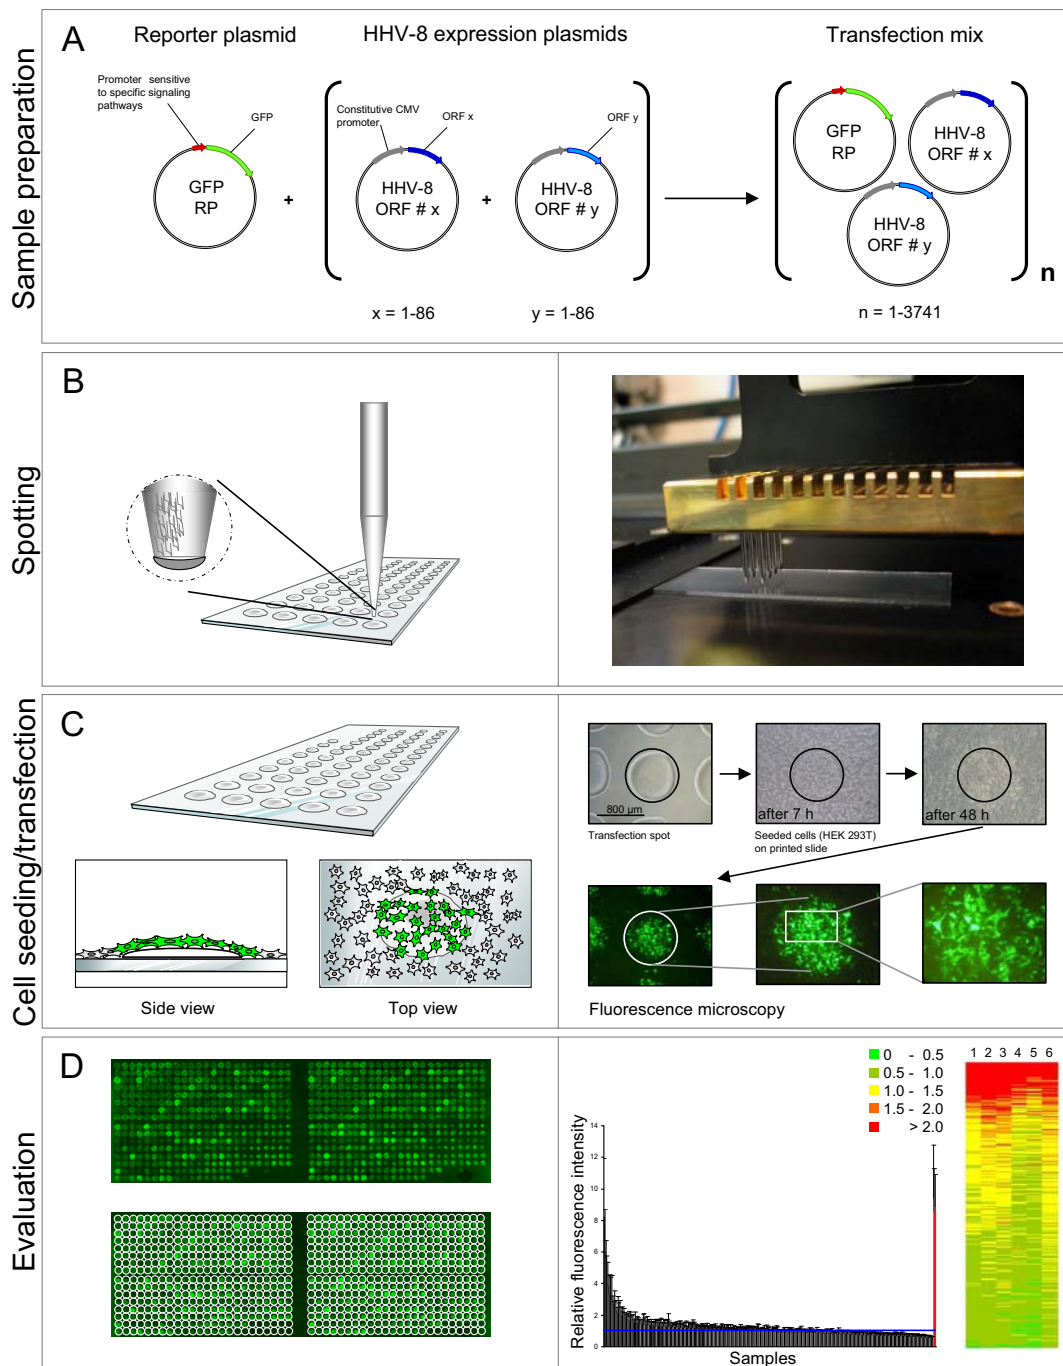 Sample preparation
A
Reporter plasmid
HHV-8 expression plasmids
Transfection mix
Promoter sensitive
to specific signaling
pathways
GFP
GFP
RP
+
Constitutive CMV
promoter
ORF x
HHV-8
ORF # x
+
ORF y
HHV-8
ORF # y
GFP
RP
HHV-8
ORF # x
HHV-8
ORF # y
n
x = 1-86
y = 1-86
n = 1-3741
Spotting
B
Cell seeding/transfection
C
Side view
Top view
800 µm
Transfection spot
after 7 h
Seeded cells (HEK 293T)
on printed slide
after 48 h
Fluorescence microscopy
Evaluation
D
Relative fluorescence intensity
14
12
10
8
6
4
2
0
Samples
0 - 0.5
0.5 - 1.0
1.0 - 1.5
1.5 - 2.0
> 2.0
1 2 3 4 5 6